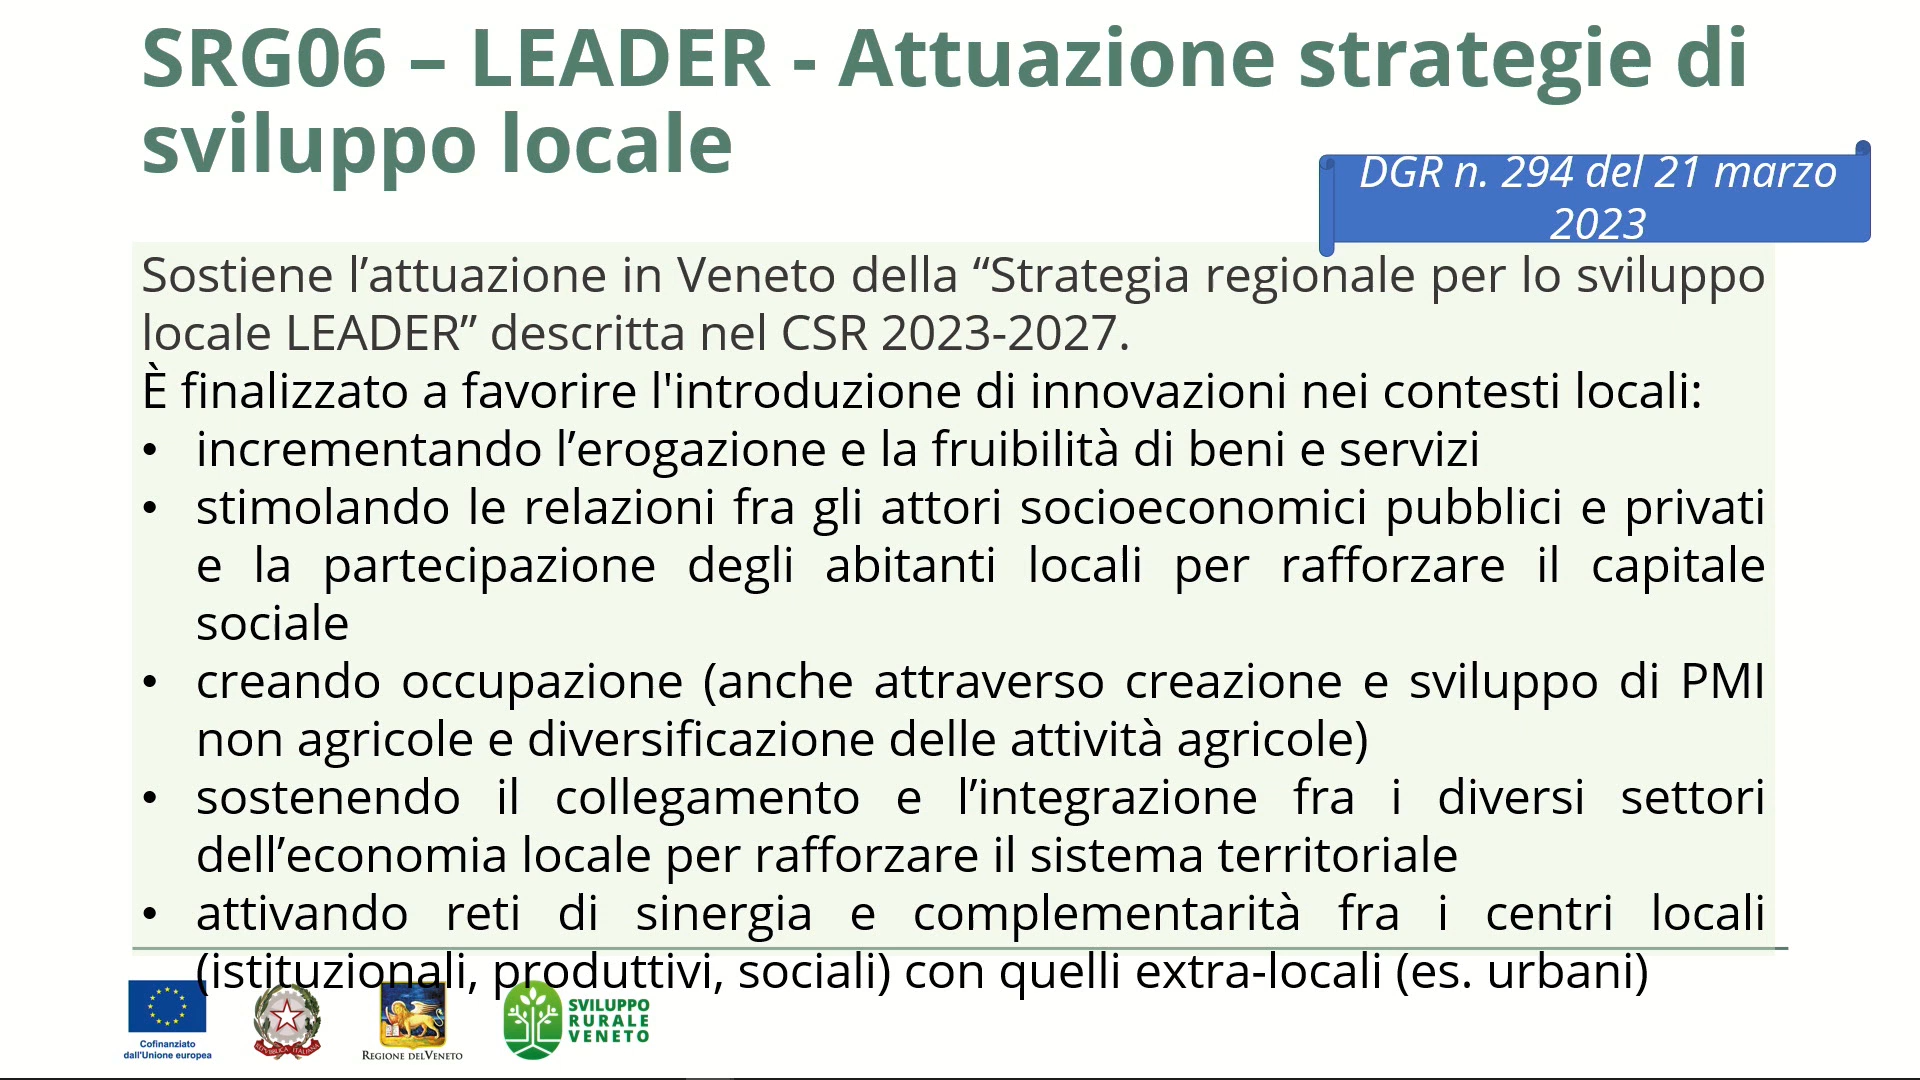 SRG06 – LEADER - Attuazione strategie di
sviluppo locale
DGR n. 294 del 21 marzo
2023
Sostiene l’attuazione in Veneto della “Strategia regionale per lo sviluppo
locale LEADER” descritta nel CSR 2023-2027.
È finalizzato a favorire l'introduzione di innovazioni nei contesti locali:
• incrementando l’erogazione e la fruibilità di beni e servizi
• stimolando le relazioni fra gli attori socioeconomici pubblici e privati
e la partecipazione degli abitanti locali per rafforzare il capitale
sociale
• creando occupazione (anche attraverso creazione e sviluppo di PMI
non agricole e diversificazione delle attività agricole)
• sostenendo il collegamento e l’integrazione fra i diversi settori
dell’economia locale per rafforzare il sistema territoriale
• attivando reti di sinergia e complementarità fra i centri locali
(istituzionali, produttivi, sociali) con quelli extra-locali (es. urbani)
Cofinanziato
dall'Unione europea
REPVBBLICA ITALIANA
REGIONE DEL VENETO
SVILUPPO
RURALE
VENETO